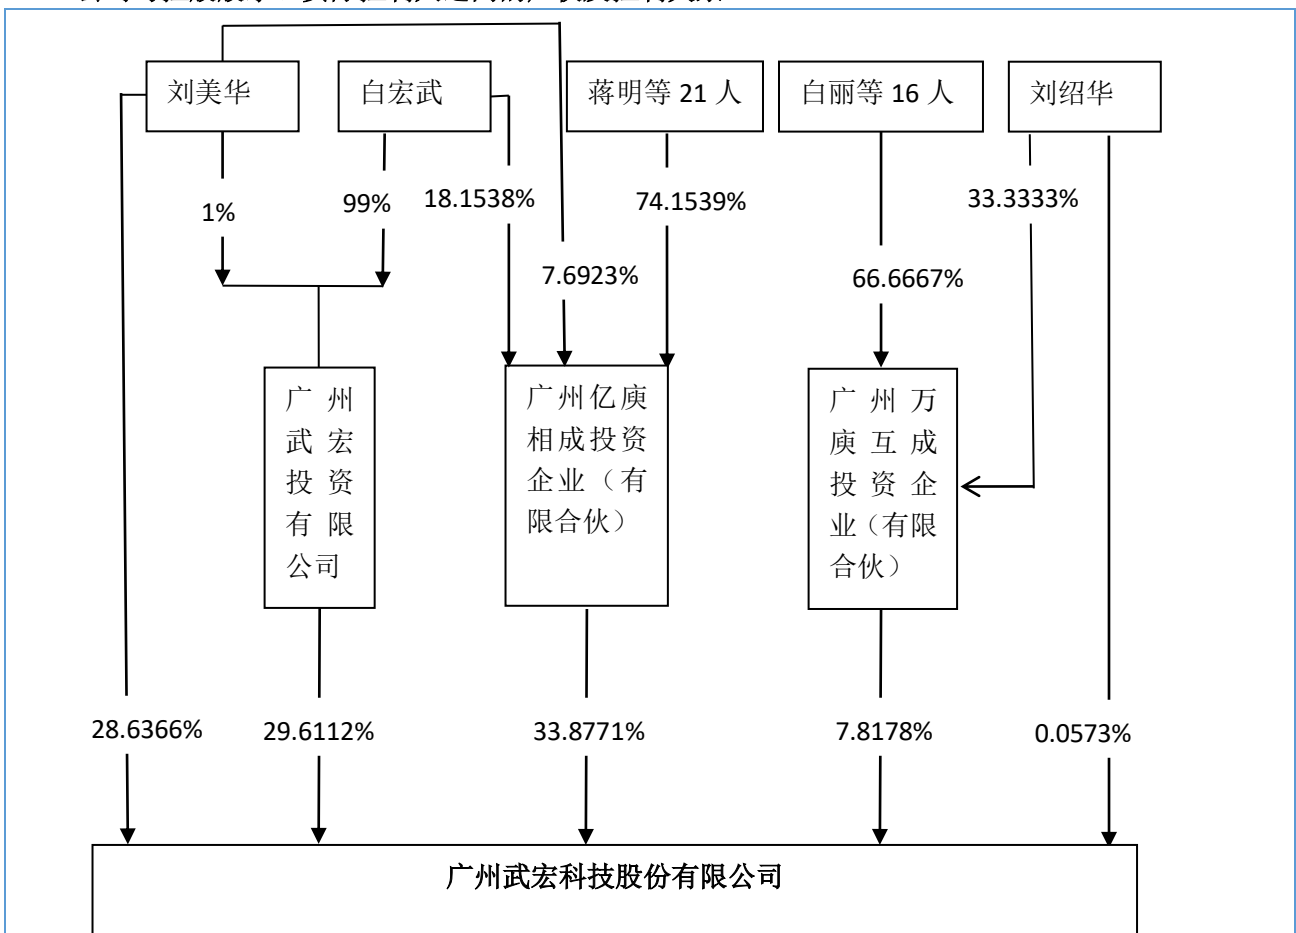 刘美华
白宏武
蒋明等 21 人
白丽等 16 人
刘绍华
1%
99%
18.1538%
74.1539%
33.3333%
7.6923%
66.6667%
广州
武宏
投资
有限
公司
广州亿庾
相成投资
企业（有
限合伙）
广州万
庾互成
投资企
业（有限
合伙）
28.6366%
29.6112%
33.8771%
7.8178%
0.0573%
广州武宏科技股份有限公司